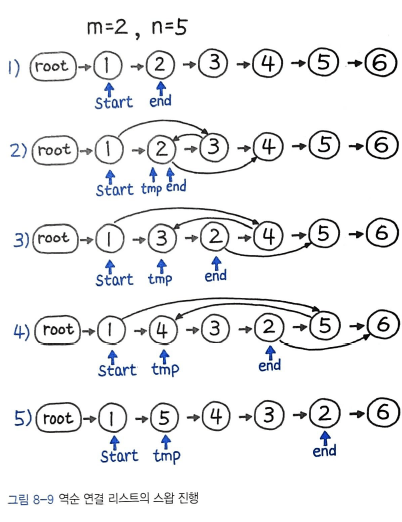 m=2, n=5
1) root 1 2 3 4 5 6
Start end
2) root 1 2 3 4 5 6
Start tmp end
3) root 1 3 2 4 5 6
Start tmp end
4) root 1 4 3 2 5 6
Start tmp end
5) root 1 5 4 3 2 6
Start tmp end
그림 8-9 역순 연결 리스트의 스왑 진행